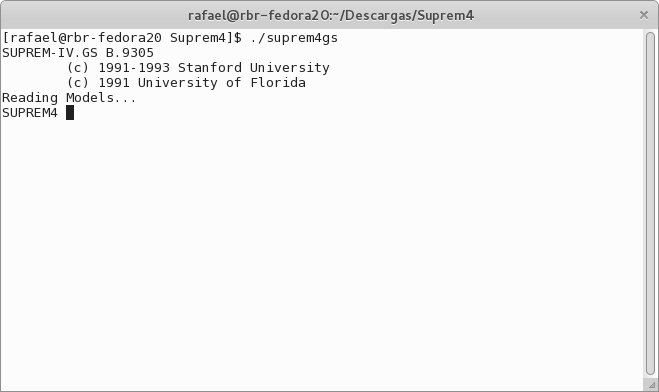 rafael@rbr-fedora20:~/Descargas/Suprem4
[rafael@rbr-fedora20 Suprem4]$ ./suprem4gs
SUPREM-IV.GS B.9305
        (c) 1991-1993 Stanford University
        (c) 1991 University of Florida
Reading Models...
SUPREM4